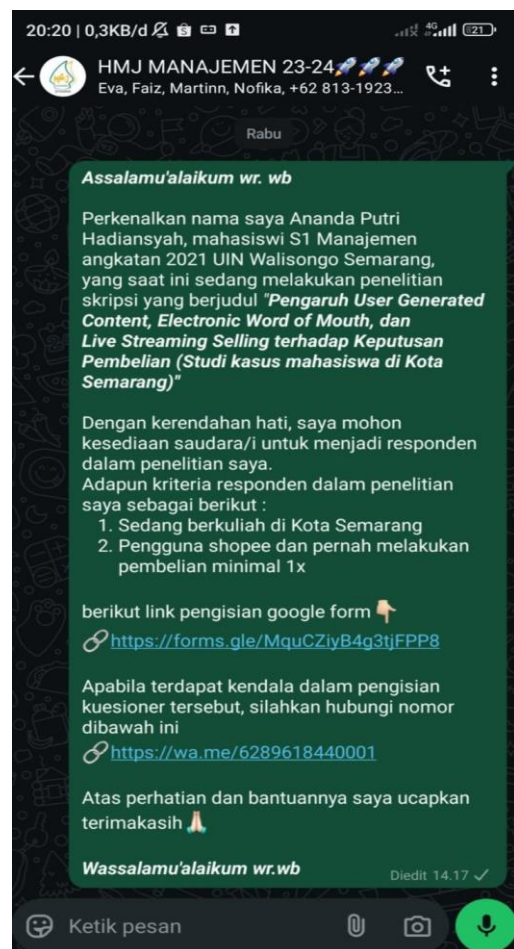 20:20 | 0,3KB/d
4G
21
HMJ MANAJEMEN 23-24🚀🚀🚀
Eva, Faiz, Martinn, Nofika, +62 813-1923...
Rabu
Assalamu'alaikum wr. wb
Perkenalkan nama saya Ananda Putri
Hadiansyah, mahasiswi S1 Manajemen
angkatan 2021 UIN Walisongo Semarang,
yang saat ini sedang melakukan penelitian
skripsi yang berjudul "Pengaruh User Generated
Content, Electronic Word of Mouth, dan
Live Streaming Selling terhadap Keputusan
Pembelian (Studi kasus mahasiswa di Kota
Semarang)"
Dengan kerendahan hati, saya mohon
kesediaan saudara/i untuk menjadi responden
dalam penelitian saya.
Adapun kriteria responden dalam penelitian
saya sebagai berikut :
1. Sedang berkuliah di Kota Semarang
2. Pengguna shopee dan pernah melakukan
pembelian minimal 1x
berikut link pengisian google form 👇🏻
🔗https://forms.gle/MquCZiyB4g3tjFPP8
Apabila terdapat kendala dalam pengisian
kuesioner tersebut, silahkan hubungi nomor
dibawah ini
🔗https://wa.me/6289618440001
Atas perhatian dan bantuannya saya ucapkan
terimakasih🙏🏻
Wassalamu'alaikum wr.wb
Diedit 14.17 ✓
Ketik pesan